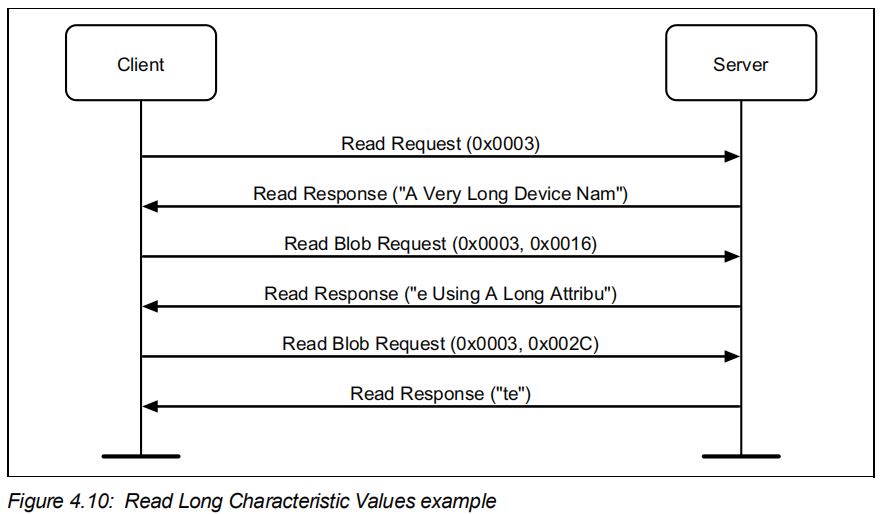 Client
Server
Read Request (0x0003)
Read Response ("A Very Long Device Nam")
Read Blob Request (0x0003, 0x0016)
Read Response ("e Using A Long Attribu")
Read Blob Request (0x0003, 0x002C)
Read Response ("te")
Figure 4.10: Read Long Characteristic Values example